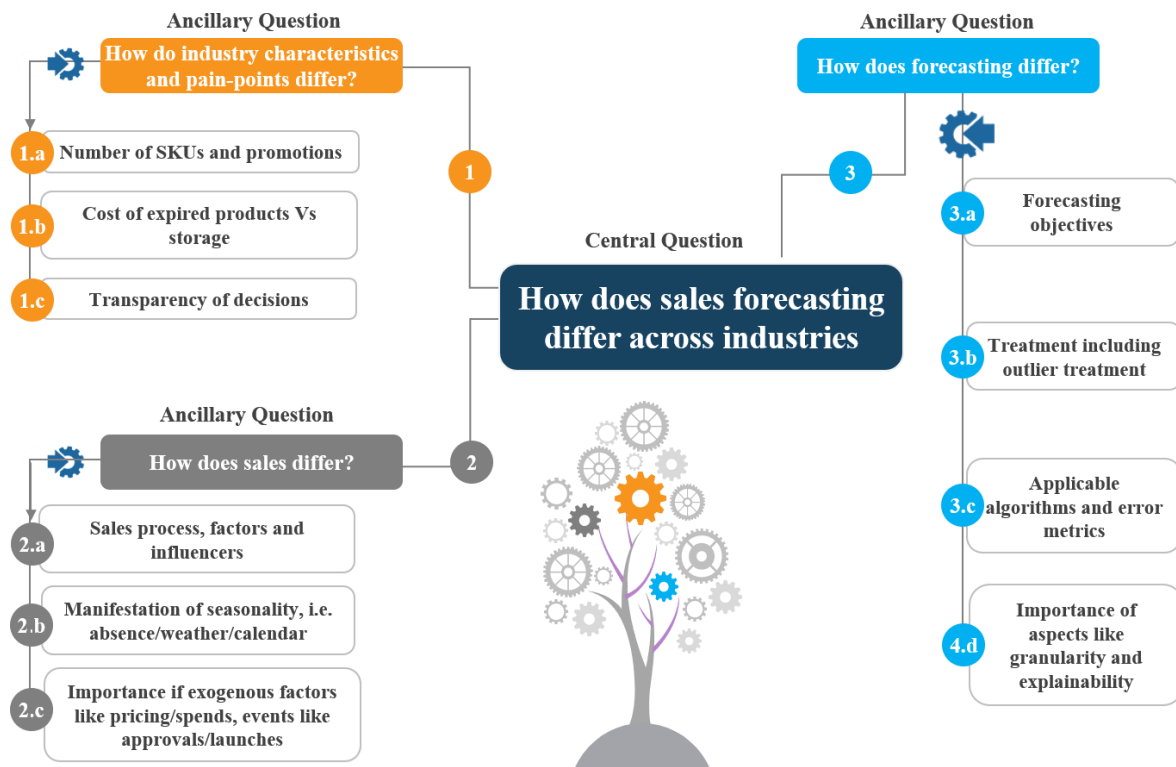 Ancillary Question
How do industry characteristics
and pain-points differ?
1.a
Number of SKUs and promotions
1.b
Cost of expired products Vs
storage
1.c
Transparency of decisions
1
Ancillary Question
How does forecasting differ?
3
3.a
Forecasting
objectives
3.b
Treatment including
outlier treatment
3.c
Applicable
algorithms and error
metrics
4.d
Importance of
aspects like
granularity and
explainability
Central Question
How does sales forecasting
differ across industries
Ancillary Question
How does sales differ?
2
2.a
Sales process, factors and
influencers
2.b
Manifestation of seasonality, i.e.
absence/weather/calendar
2.c
Importance if exogenous factors
like pricing/spends, events like
approvals/launches